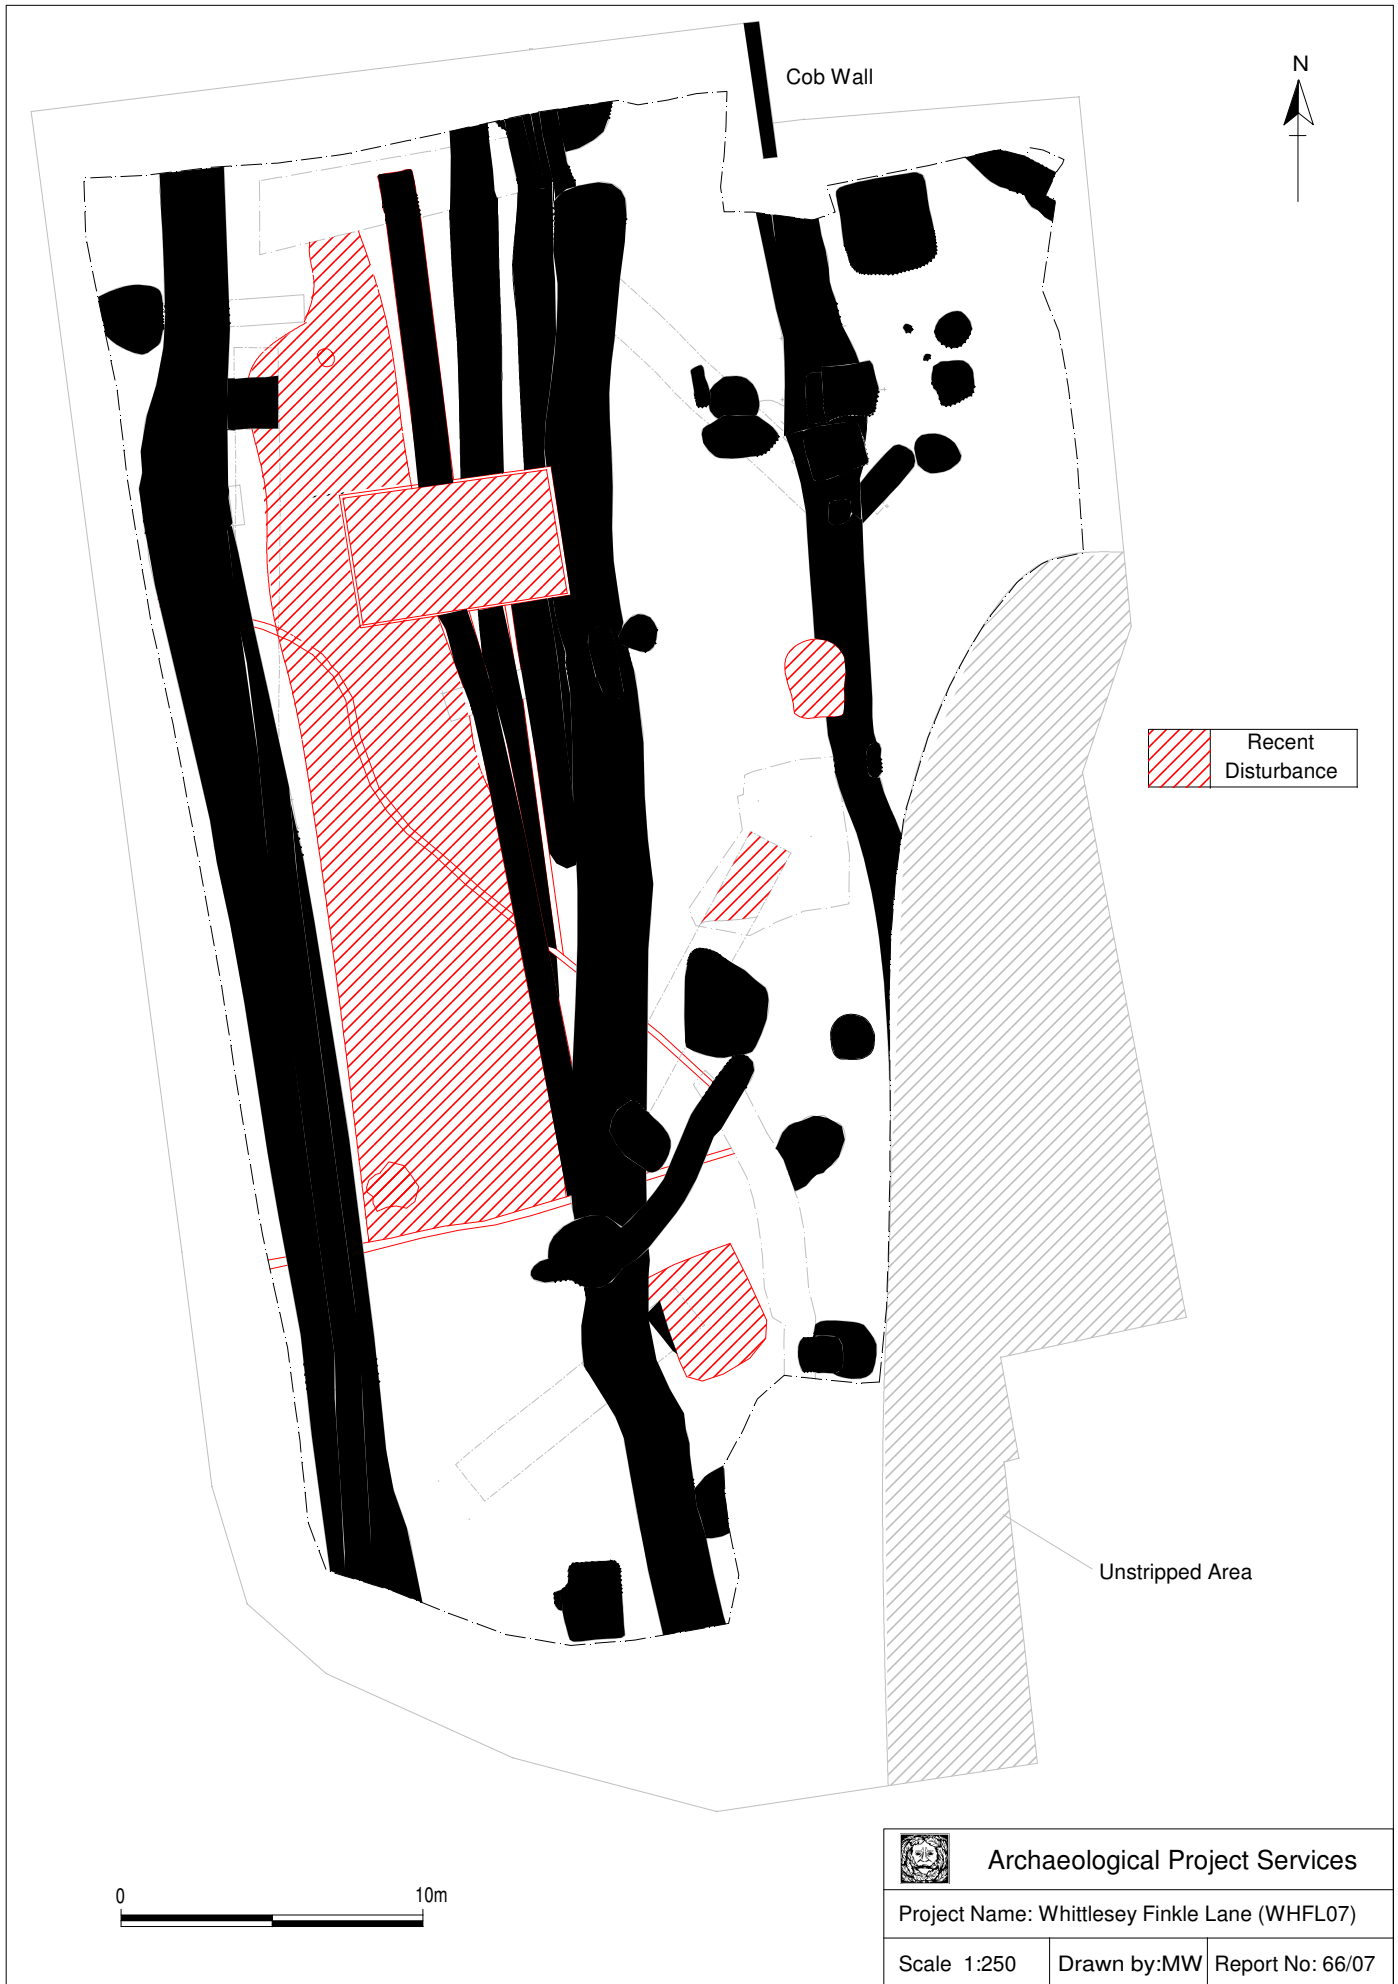 Cob Wall
N
Recent
Disturbance
Unstripped Area
0 10m
Archaeological Project Services
Project Name: Whittlesey Finkle Lane (WHFL07)
Scale 1:250 Drawn by:MW Report No: 66/07